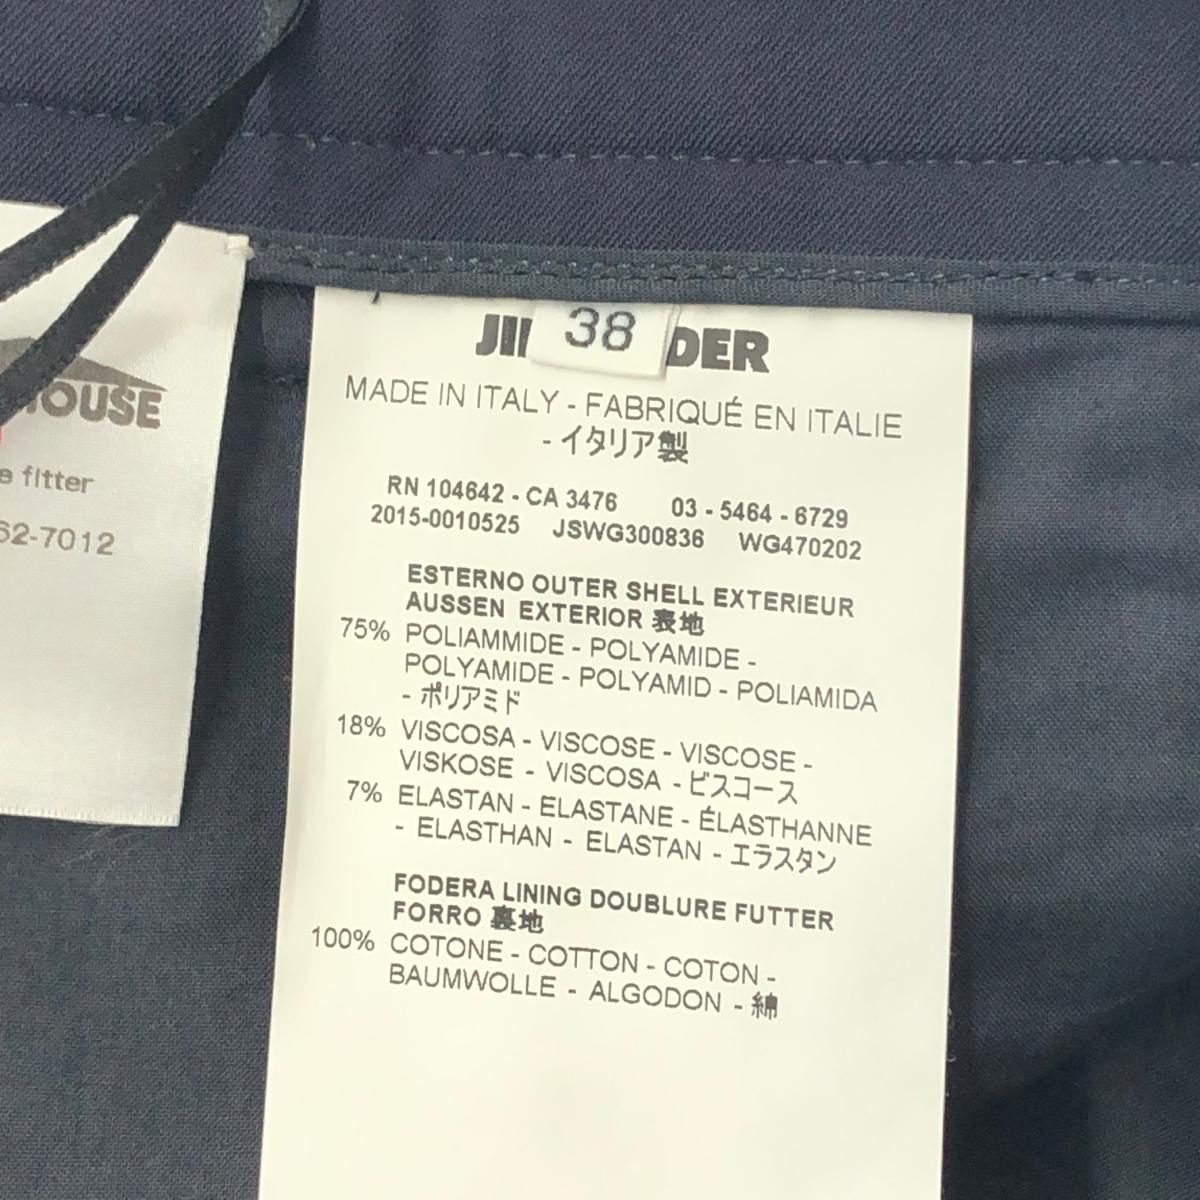 38
DER
MADE IN ITALY - FABRIQUÉ EN ITALIE
- イタリア製
RN 104642 - CA 3476 03 - 5464 - 6729
2015-0010525 JSWG300836 WG470202
ESTERNO OUTER SHELL EXTERIEUR
AUSSEN EXTERIOR 表地
75% POLIAMMIDE - POLYAMIDE -
POLYAMIDE - POLYAMID - POLIAMIDA
- ポリアミド
18% VISCOSA - VISCOSE - VISCOSE -
VISKOSE - VISCOSA - ビスコース
7% ELASTAN - ELASTANE - ÉLASTHANNE
- ELASTHAN - ELASTAN - エラスタン
FODERA LINING DOUBLURE FUTTER
FORRO 裏地
100% COTONE - COTTON - COTON -
BAUMWOLLE - ALGODON - 綿
OUSE
fitter
62-7012